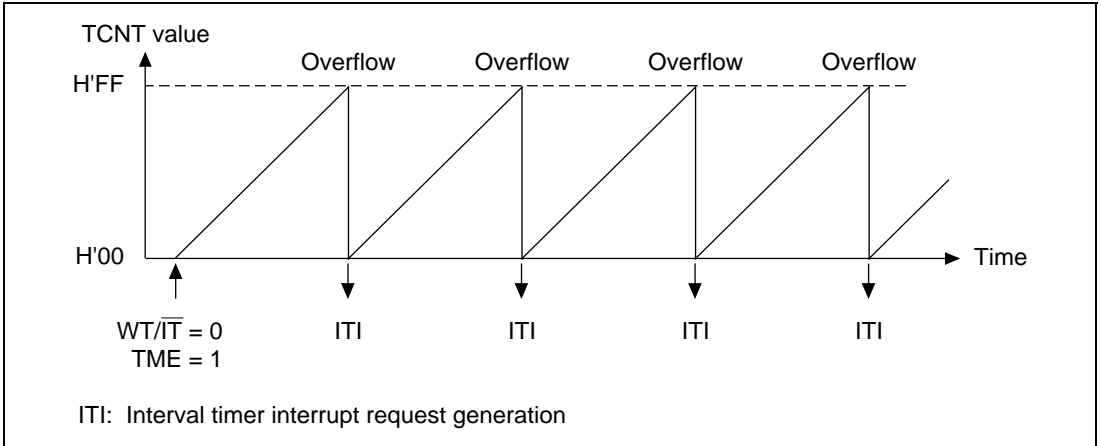 TCNT value
Overflow Overflow Overflow Overflow
H'FF
H'00 Time
WT/I̅T̅ = 0 ITI ITI ITI ITI
TME = 1
ITI: Interval timer interrupt request generation